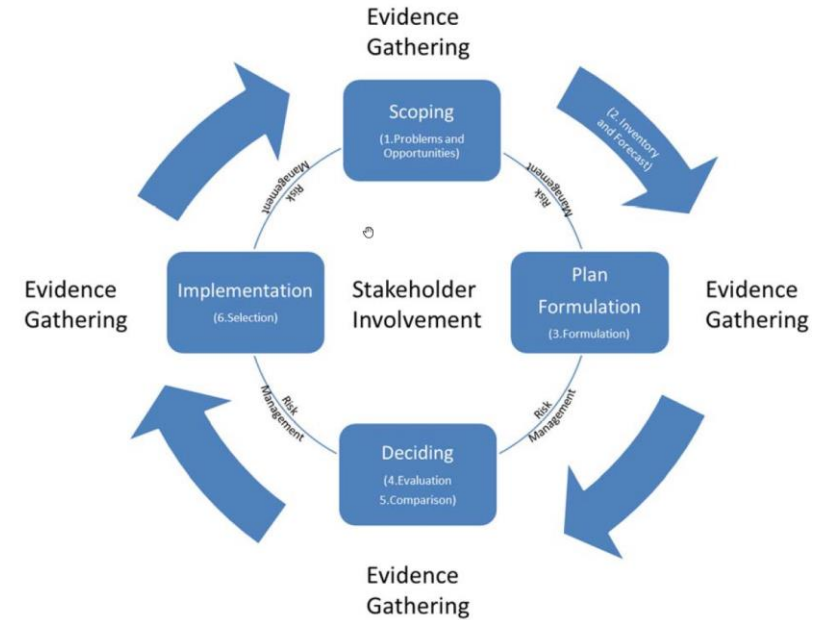 Evidence
Gathering
Scoping
(1.Problems and
Opportunities)
(2. Inventory
and Forecast)
Risk
Management
Risk
Management
Evidence
Gathering
Implementation
(6.Selection)
Stakeholder
Involvement
Plan
Formulation
(3.Formulation)
Evidence
Gathering
Risk
Management
Risk
Management
Deciding
(4.Evaluation
5.Comparison)
Evidence
Gathering